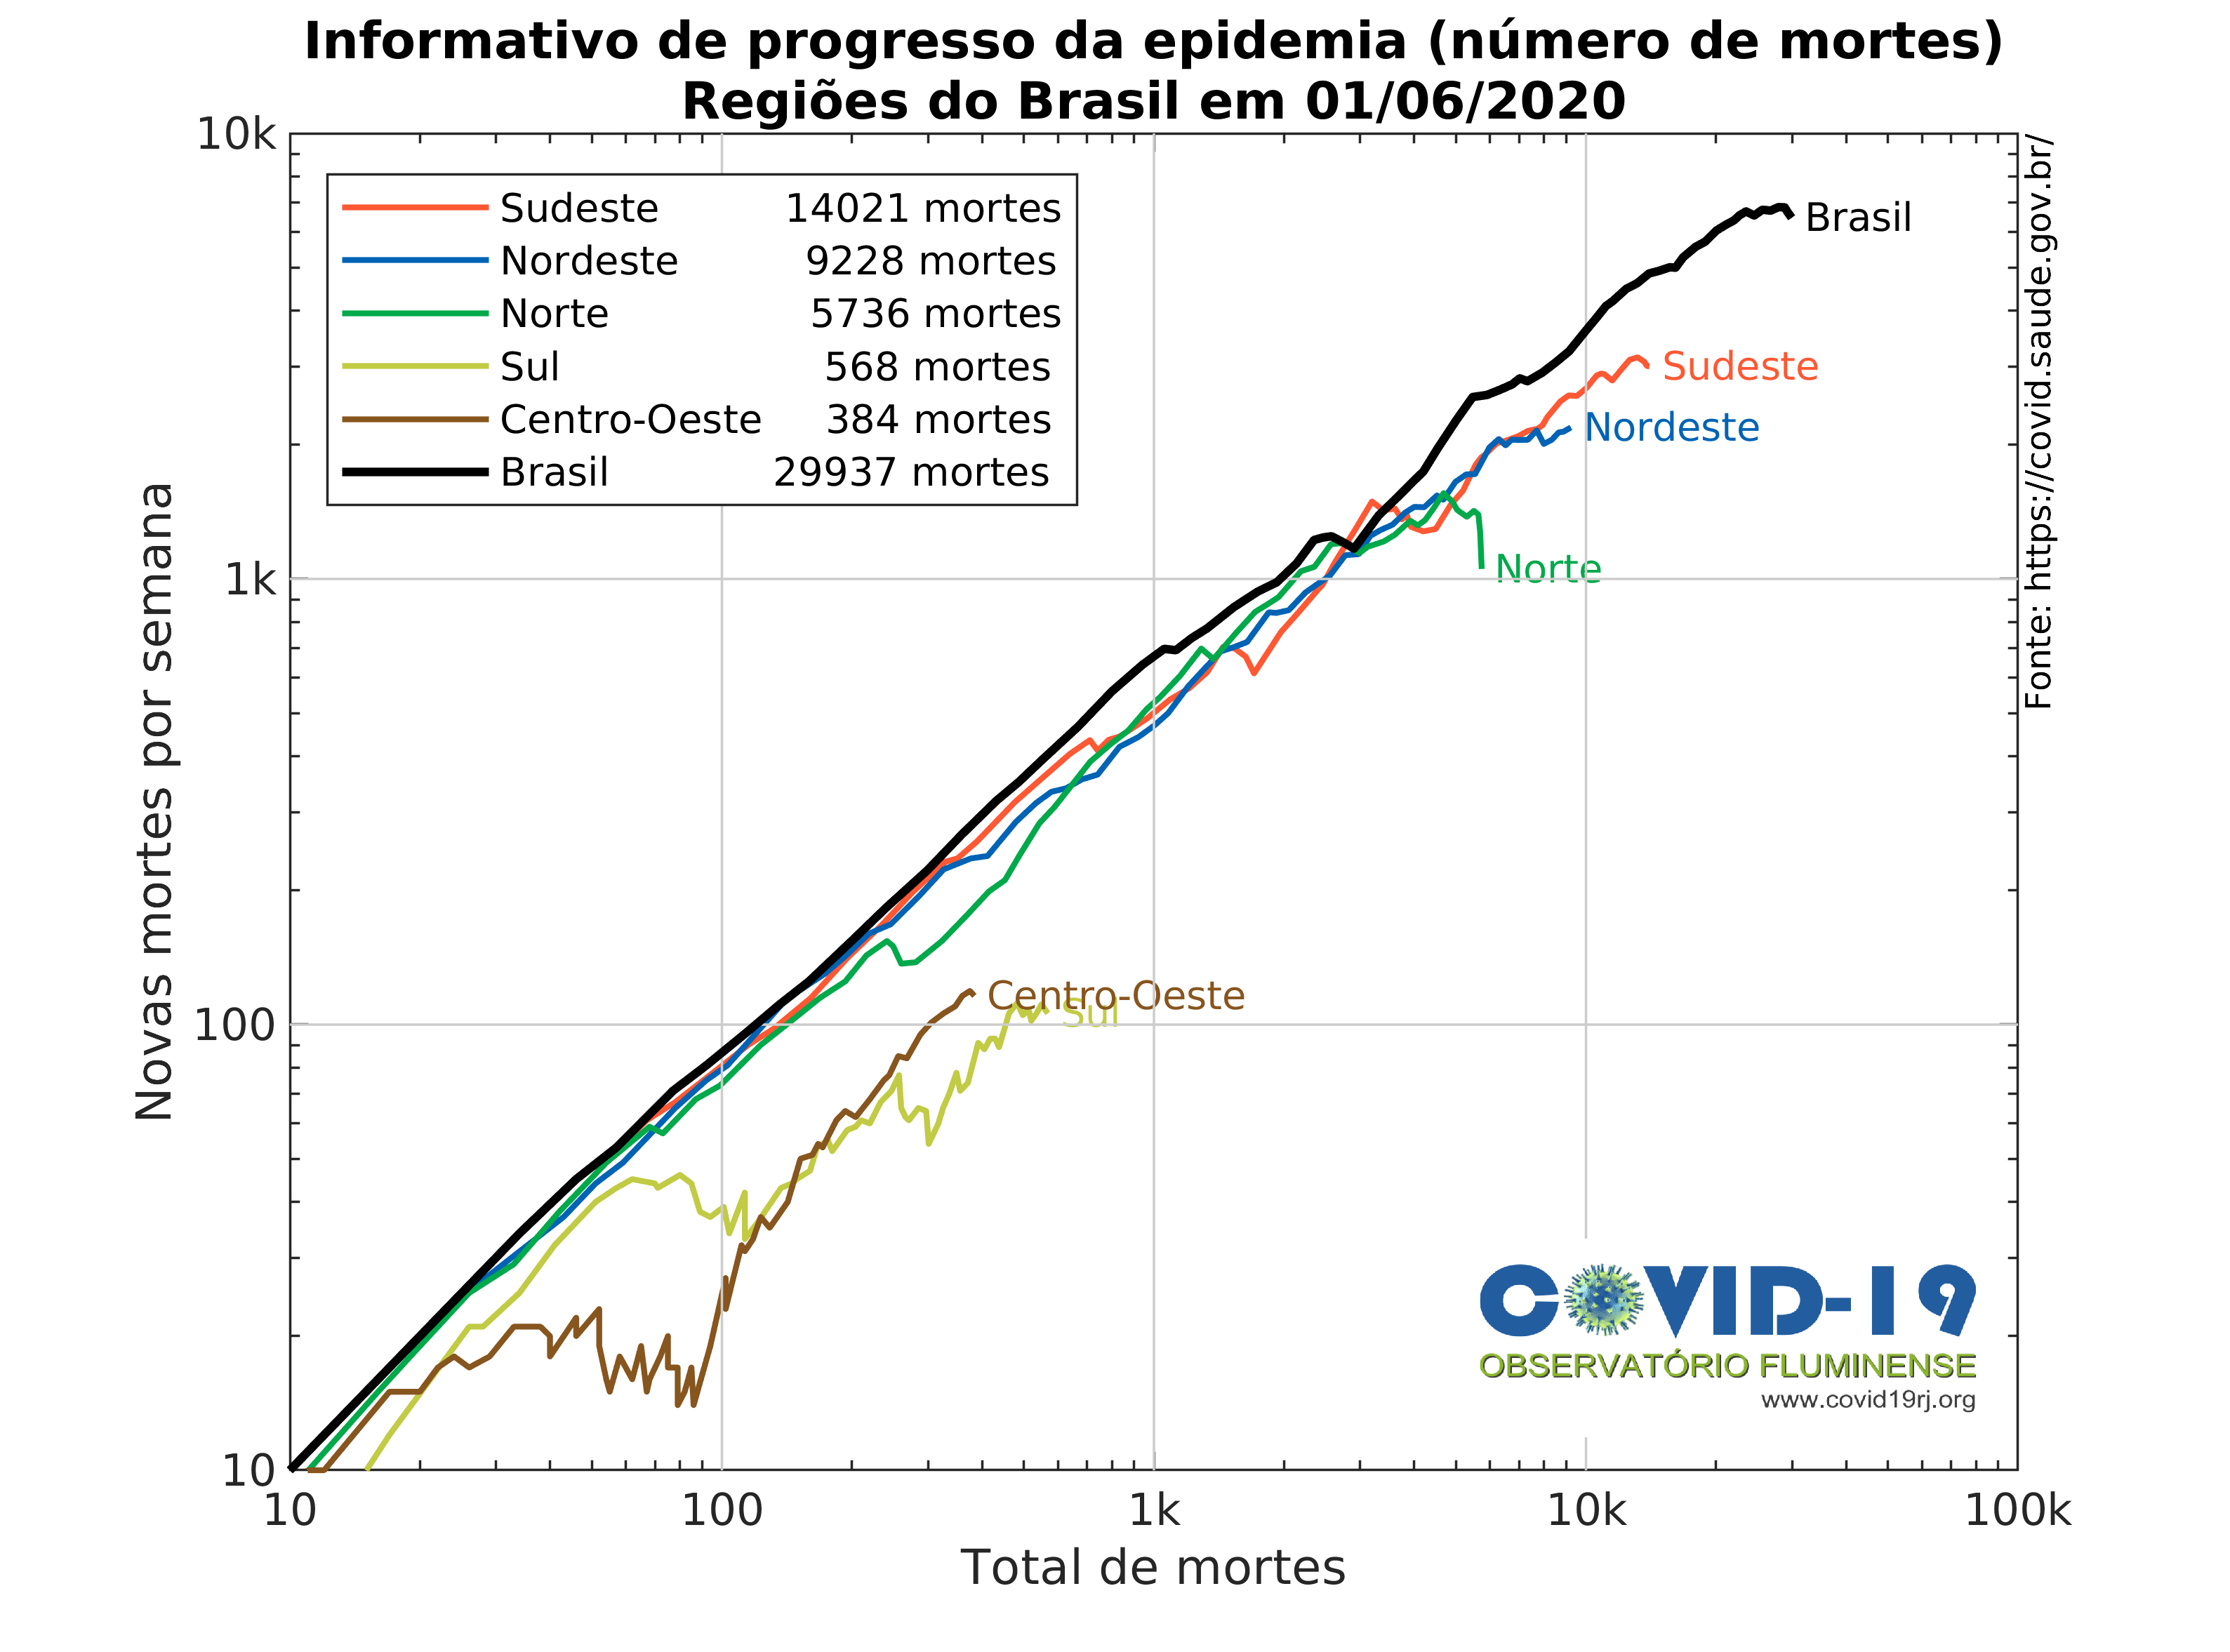 Informativo de progresso da epidemia (número de mortes)
Regiões do Brasil em 01/06/2020
10k
1k
100
10
Novas mortes por semana
Sudeste 14021 mortes
Nordeste 9228 mortes
Norte 5736 mortes
Sul 568 mortes
Centro-Oeste 384 mortes
Brasil 29937 mortes
Brasil
Sudeste
Nordeste
Norte
Centro-Oeste
Sul
Fonte: https://covid.saude.gov.br/
COVID-19
OBSERVATÓRIO FLUMINENSE
www.covid19rj.org
10 100 1k 10k 100k
Total de mortes